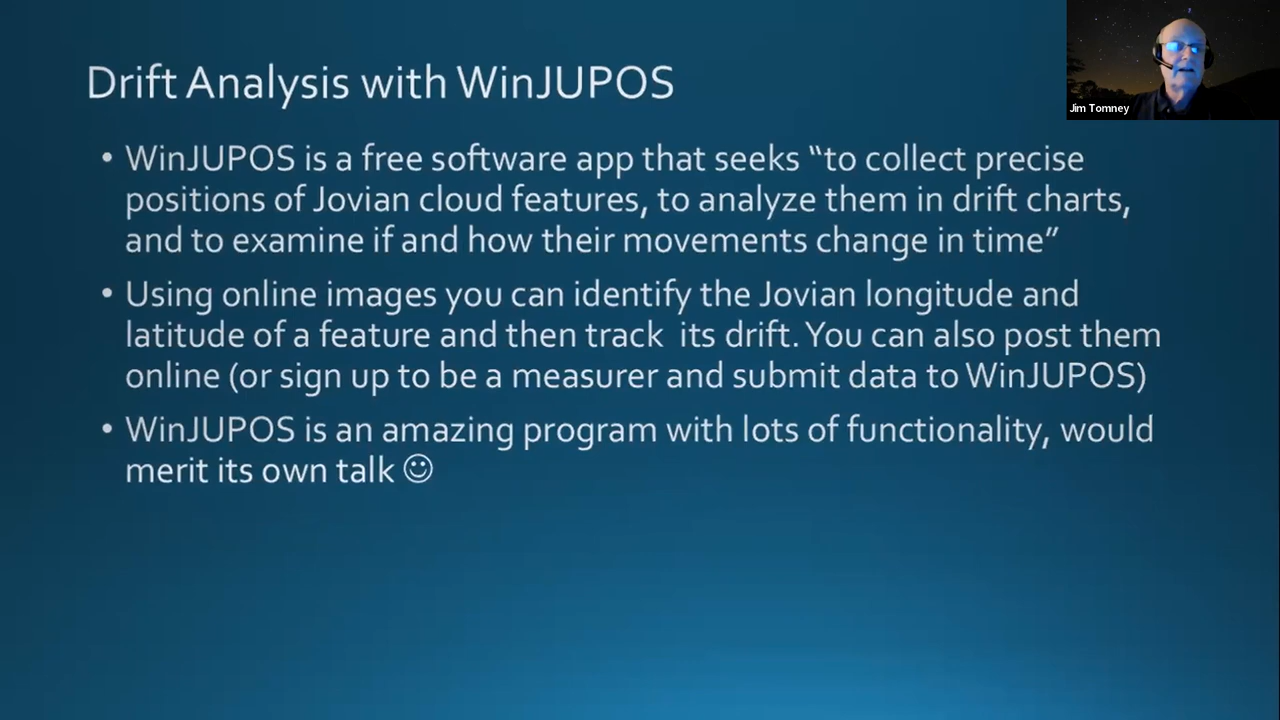 Drift Analysis with WinJUPOS
Jim Tomney
• WinJUPOS is a free software app that seeks “to collect precise
positions of Jovian cloud features, to analyze them in drift charts,
and to examine if and how their movements change in time”
• Using online images you can identify the Jovian longitude and
latitude of a feature and then track  its drift. You can also post them
online (or sign up to be a measurer and submit data to WinJUPOS)
• WinJUPOS is an amazing program with lots of functionality, would
merit its own talk ☺